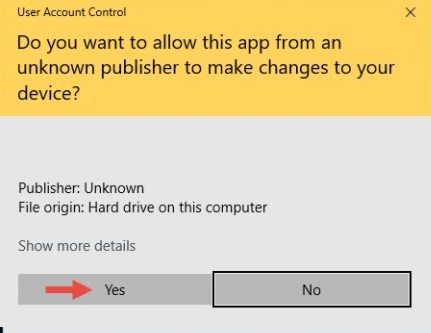 User Account Control
Do you want to allow this app from an
unknown publisher to make changes to your
device?
Publisher: Unknown
File origin: Hard drive on this computer
Show more details
Yes
No